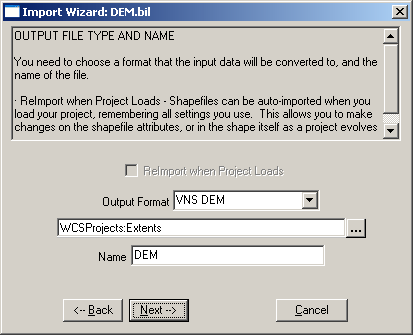 Import Wizard: DEM.bil
OUTPUT FILE TYPE AND NAME
You need to choose a format that the input data will be converted to, and the
name of the file.
· ReImport when Project Loads - Shapefiles can be auto-imported when you
load your project, remembering all settings you use.  This allows you to make
changes on the shapefile attributes, or in the shape itself as a project evolves
ReImport when Project Loads
Output Format VNS DEM
WCSProjects:Extents ...
Name DEM
<-- Back Next --> Cancel